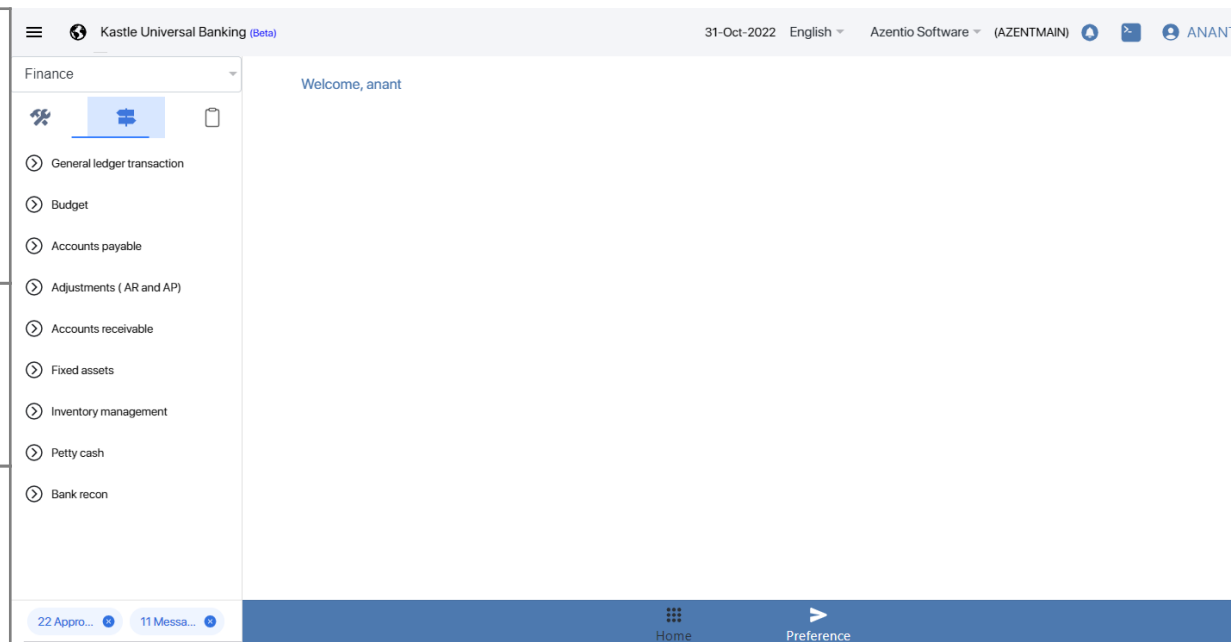 Kastle Universal Banking (Beta) 31-Oct-2022 English Azentio Software (AZENTMAIN) ANANT
Finance
Welcome, anant
General ledger transaction
Budget
Accounts payable
Adjustments ( AR and AP)
Accounts receivable
Fixed assets
Inventory management
Petty cash
Bank recon
22 Appro... 11 Messa...
Home Preference